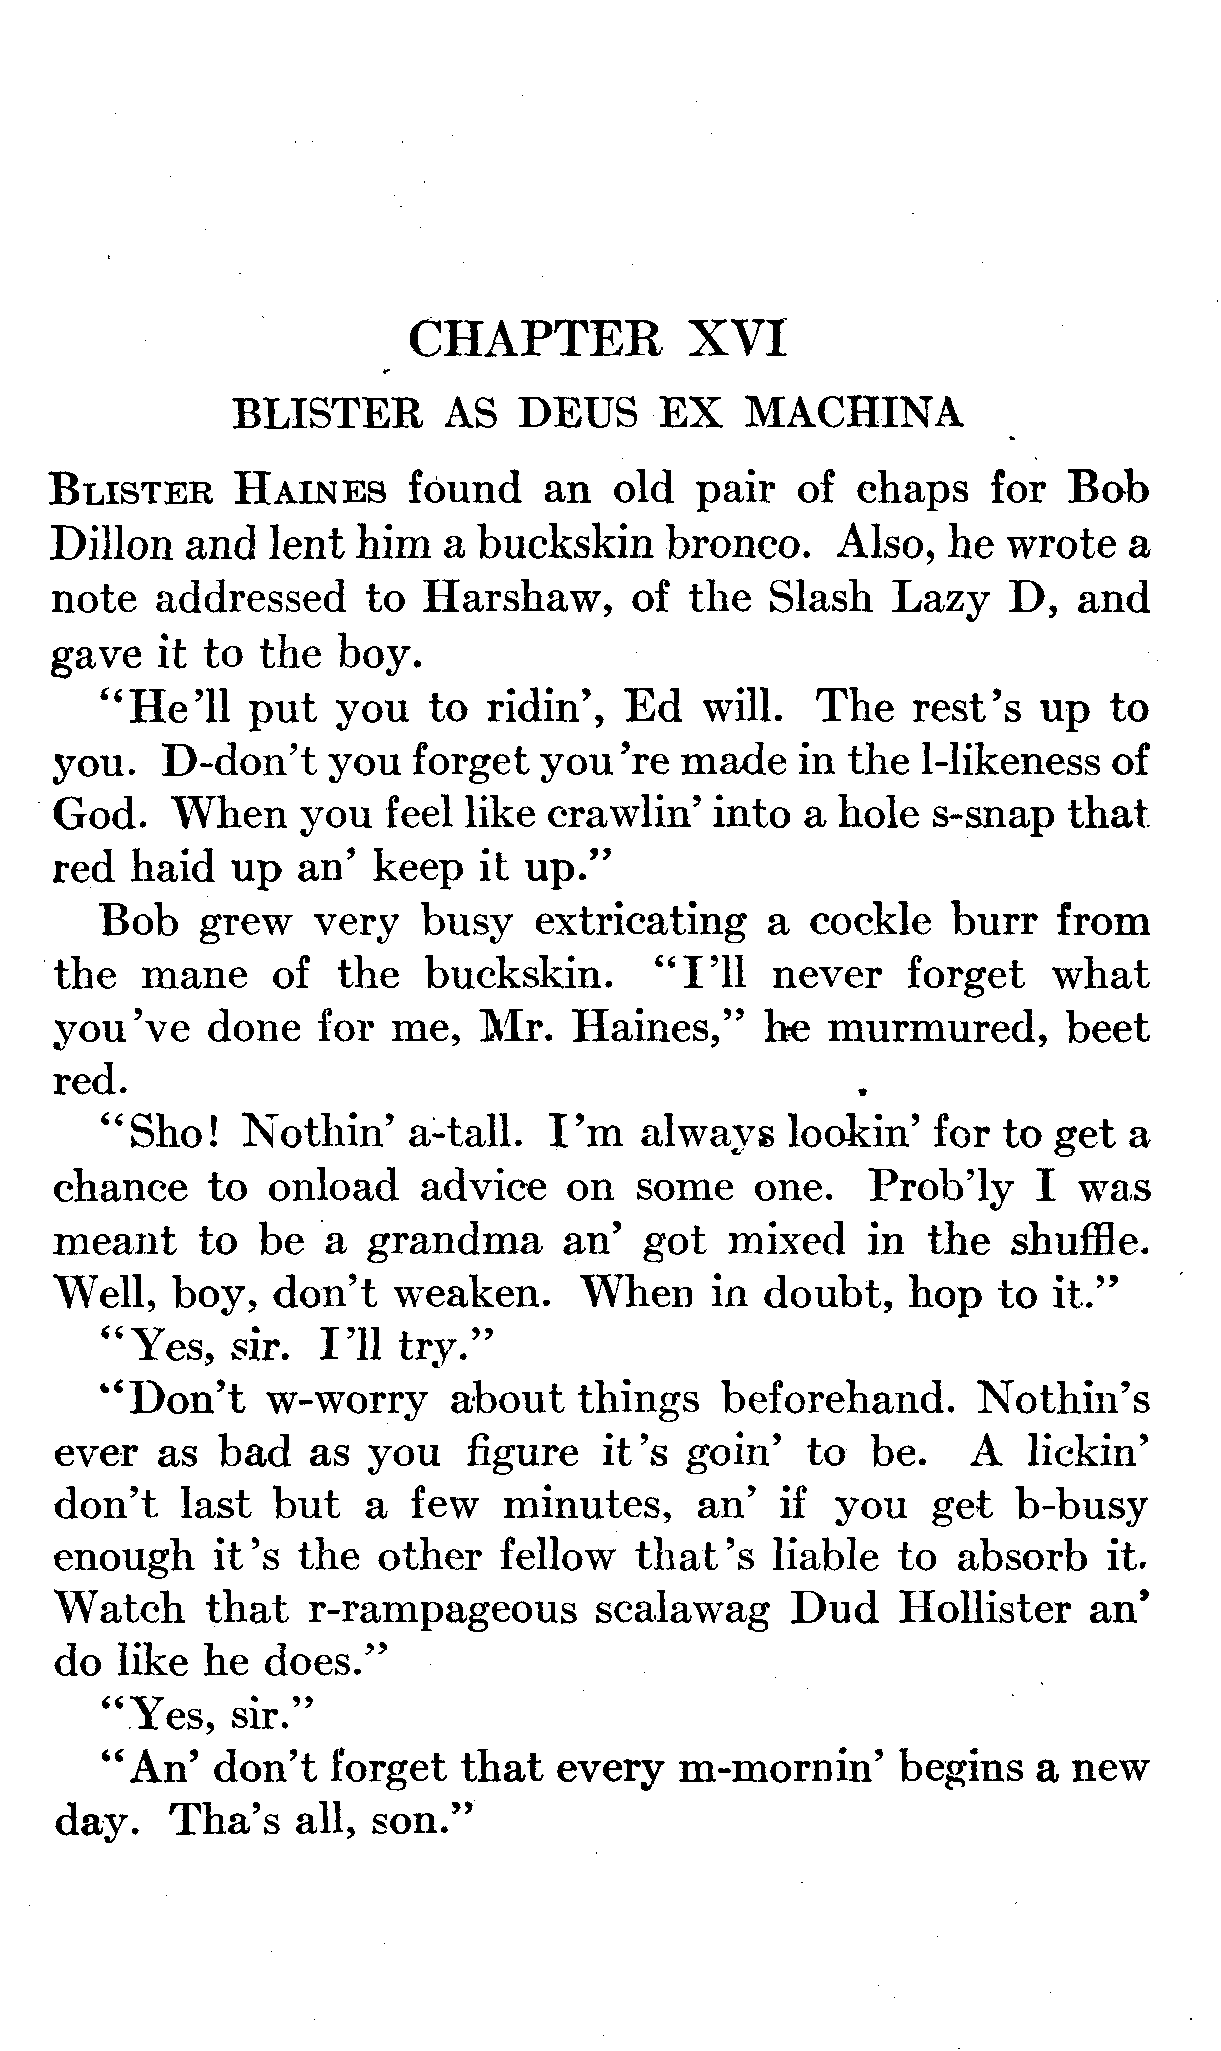 CHAPTER XVI
BLISTER AS DEUS EX MACHINA
BLISTER HAINES found an old pair of chaps for Bob
Dillon and lent him a buckskin bronco. Also, he wrote a
note addressed to Harshaw, of the Slash Lazy D, and
gave it to the boy.
“He’ll put you to ridin’, Ed will. The rest’s up to
you. D-don’t you forget you’re made in the l-likeness of
God. When you feel like crawlin’ into a hole s-snap that
red haid up an’ keep it up.”
Bob grew very busy extricating a cockle burr from
the mane of the buckskin. “I’ll never forget what
you’ve done for me, Mr. Haines,” he murmured, beet
red.
“Sho! Nothin’ a-tall. I’m always lookin’ for to get a
chance to onload advice on some one. Prob’ly I was
meant to be a grandma an’ got mixed in the shuffle.
Well, boy, don’t weaken. When in doubt, hop to it.”
“Yes, sir. I’ll try.”
“Don’t w-worry about things beforehand. Nothin’s
ever as bad as you figure it’s goin’ to be. A lickin’
don’t last but a few minutes, an’ if you get b-busy
enough it’s the other fellow that’s liable to absorb it.
Watch that r-rampageous scalawag Dud Hollister an’
do like he does.”
“Yes, sir.”
“An’ don’t forget that every m-mornin’ begins a new
day. Tha’s all, son.”